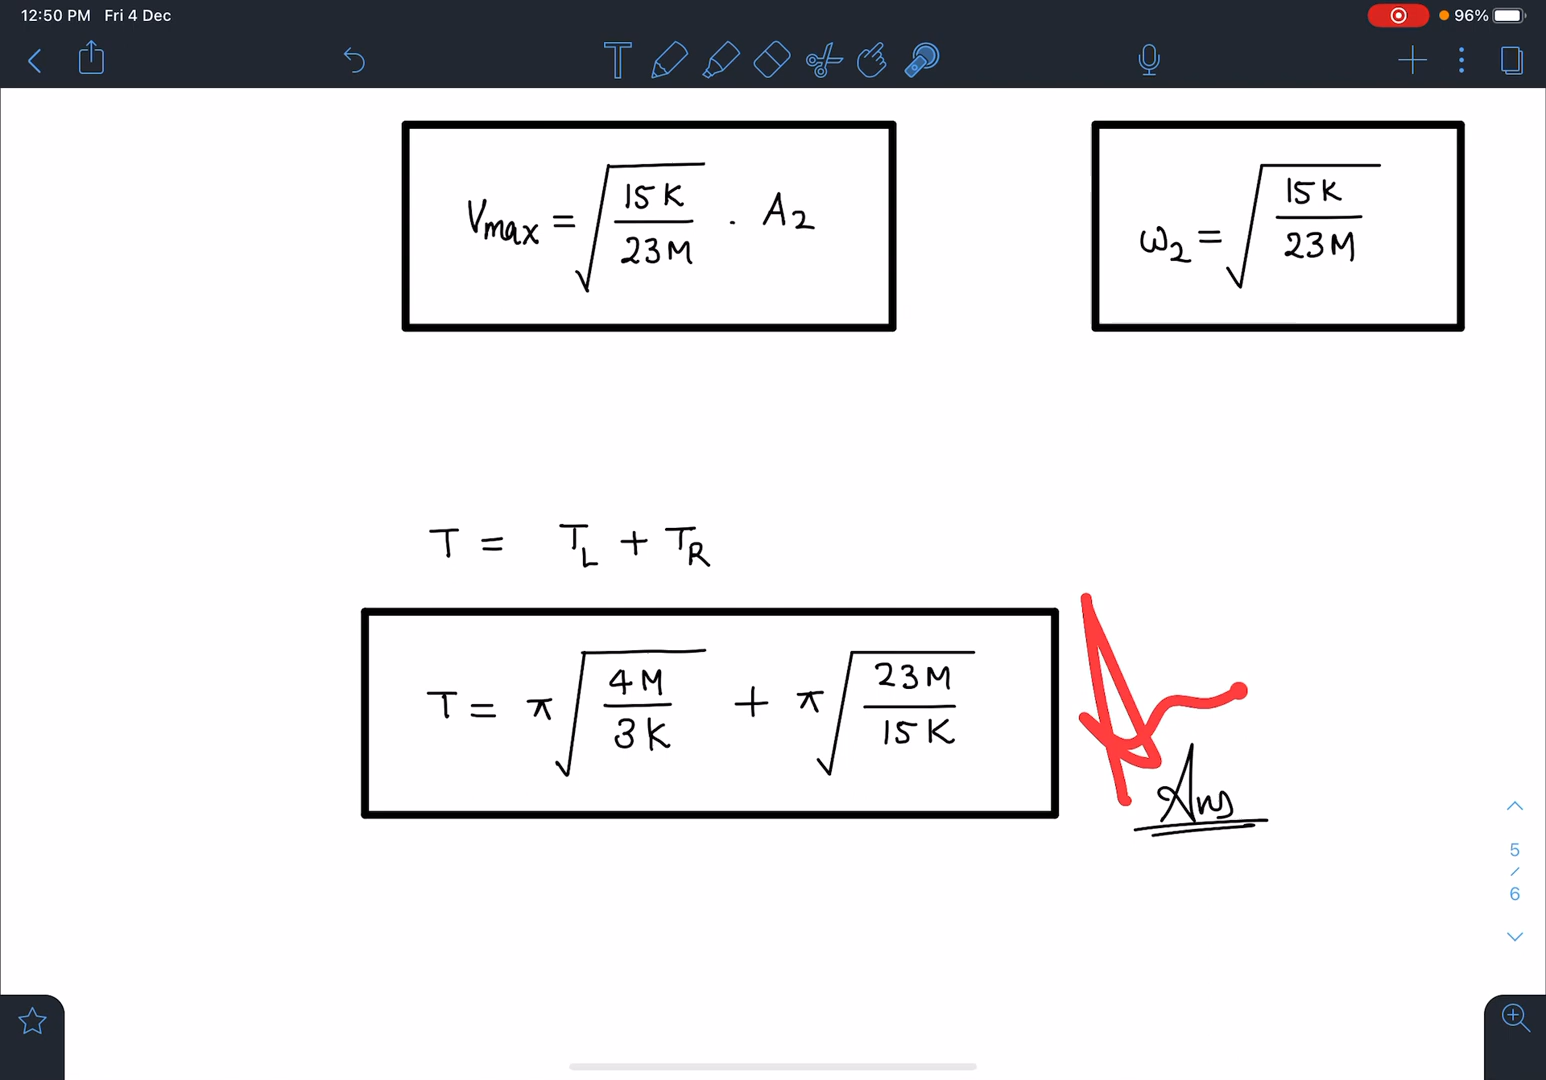 12:50 PM Fri 4 Dec
96%
Vmax = √(15K/23M) . A2
ω2 = √(15K/23M)
T = TL + TR
T = π√(4M/3K) + π√(23M/15K)
Ans
5
/
6